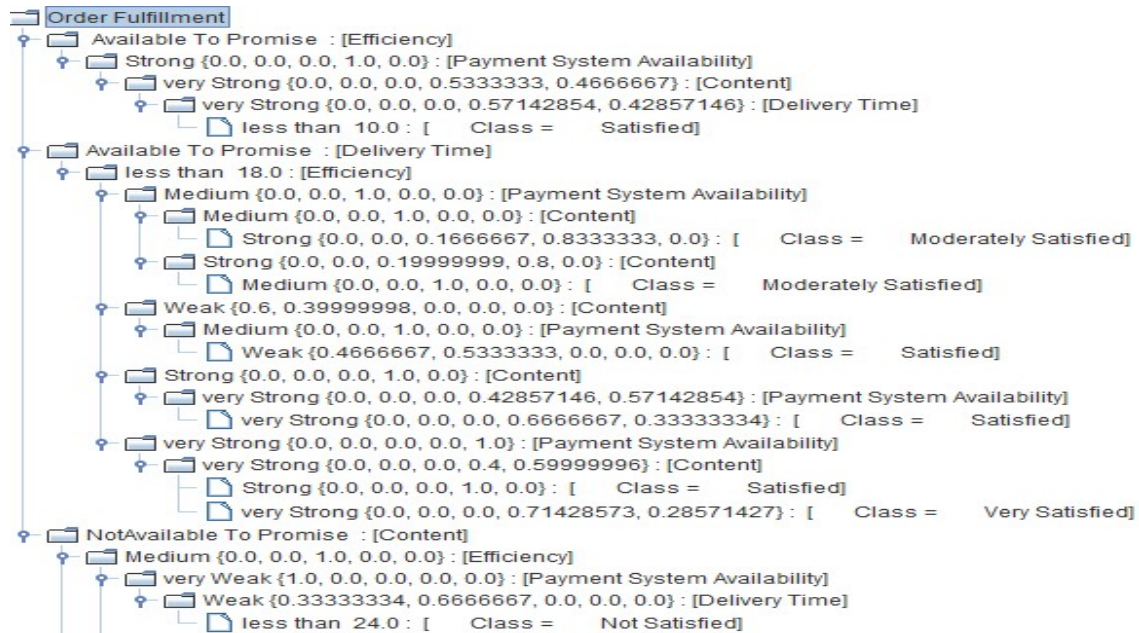 Order Fulfillment
Available To Promise : [Efficiency]
Strong {0.0, 0.0, 0.0, 1.0, 0.0} : [Payment System Availability]
very Strong {0.0, 0.0, 0.0, 0.5333333, 0.4666667} : [Content]
very Strong {0.0, 0.0, 0.0, 0.57142854, 0.42857146} : [Delivery Time]
less than 10.0 : [ Class = Satisfied]
Available To Promise : [Delivery Time]
less than 18.0 : [Efficiency]
Medium {0.0, 0.0, 1.0, 0.0, 0.0} : [Payment System Availability]
Medium {0.0, 0.0, 1.0, 0.0, 0.0} : [Content]
Strong {0.0, 0.0, 0.1666667, 0.8333333, 0.0} : [ Class = Moderately Satisfied]
Strong {0.0, 0.0, 0.19999999, 0.8, 0.0} : [Content]
Medium {0.0, 0.0, 1.0, 0.0, 0.0} : [ Class = Moderately Satisfied]
Weak {0.6, 0.39999998, 0.0, 0.0, 0.0} : [Content]
Medium {0.0, 0.0, 1.0, 0.0, 0.0} : [Payment System Availability]
Weak {0.4666667, 0.5333333, 0.0, 0.0, 0.0} : [ Class = Satisfied]
Strong {0.0, 0.0, 0.0, 1.0, 0.0} : [Content]
very Strong {0.0, 0.0, 0.0, 0.42857146, 0.57142854} : [Payment System Availability]
very Strong {0.0, 0.0, 0.0, 0.6666667, 0.33333334} : [ Class = Satisfied]
very Strong {0.0, 0.0, 0.0, 0.0, 1.0} : [Payment System Availability]
very Strong {0.0, 0.0, 0.0, 0.4, 0.59999996} : [Content]
Strong {0.0, 0.0, 0.0, 1.0, 0.0} : [ Class = Satisfied]
very Strong {0.0, 0.0, 0.0, 0.71428573, 0.28571427} : [ Class = Very Satisfied]
NotAvailable To Promise : [Content]
Medium {0.0, 0.0, 1.0, 0.0, 0.0} : [Efficiency]
very Weak {1.0, 0.0, 0.0, 0.0, 0.0} : [Payment System Availability]
Weak {0.33333334, 0.6666667, 0.0, 0.0, 0.0} : [Delivery Time]
less than 24.0 : [ Class = Not Satisfied]